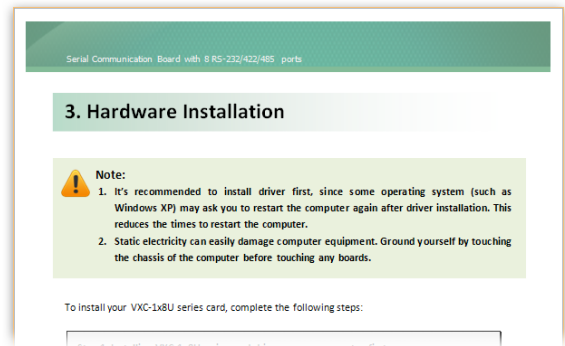 Serial Communication Board with 8 RS-232/422/485 ports
3. Hardware Installation
Note:
1. It's recommended to install driver first, since some operating system (such as
Windows XP) may ask you to restart the computer again after driver installation. This
reduces the times to restart the computer.
2. Static electricity can easily damage computer equipment. Ground yourself by touching
the chassis of the computer before touching any boards.
To install your VXC-1x8U series card, complete the following steps: